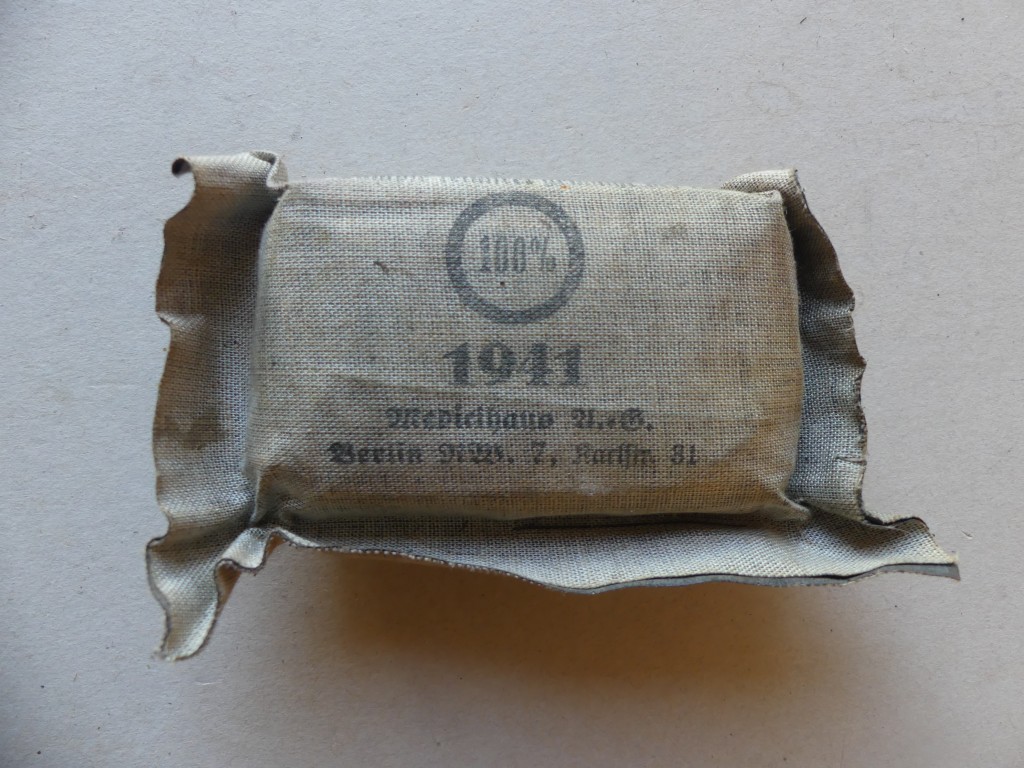 100%
1941
Medicihaus A.-G.
Berlin NW. 7, Karlstr. 31